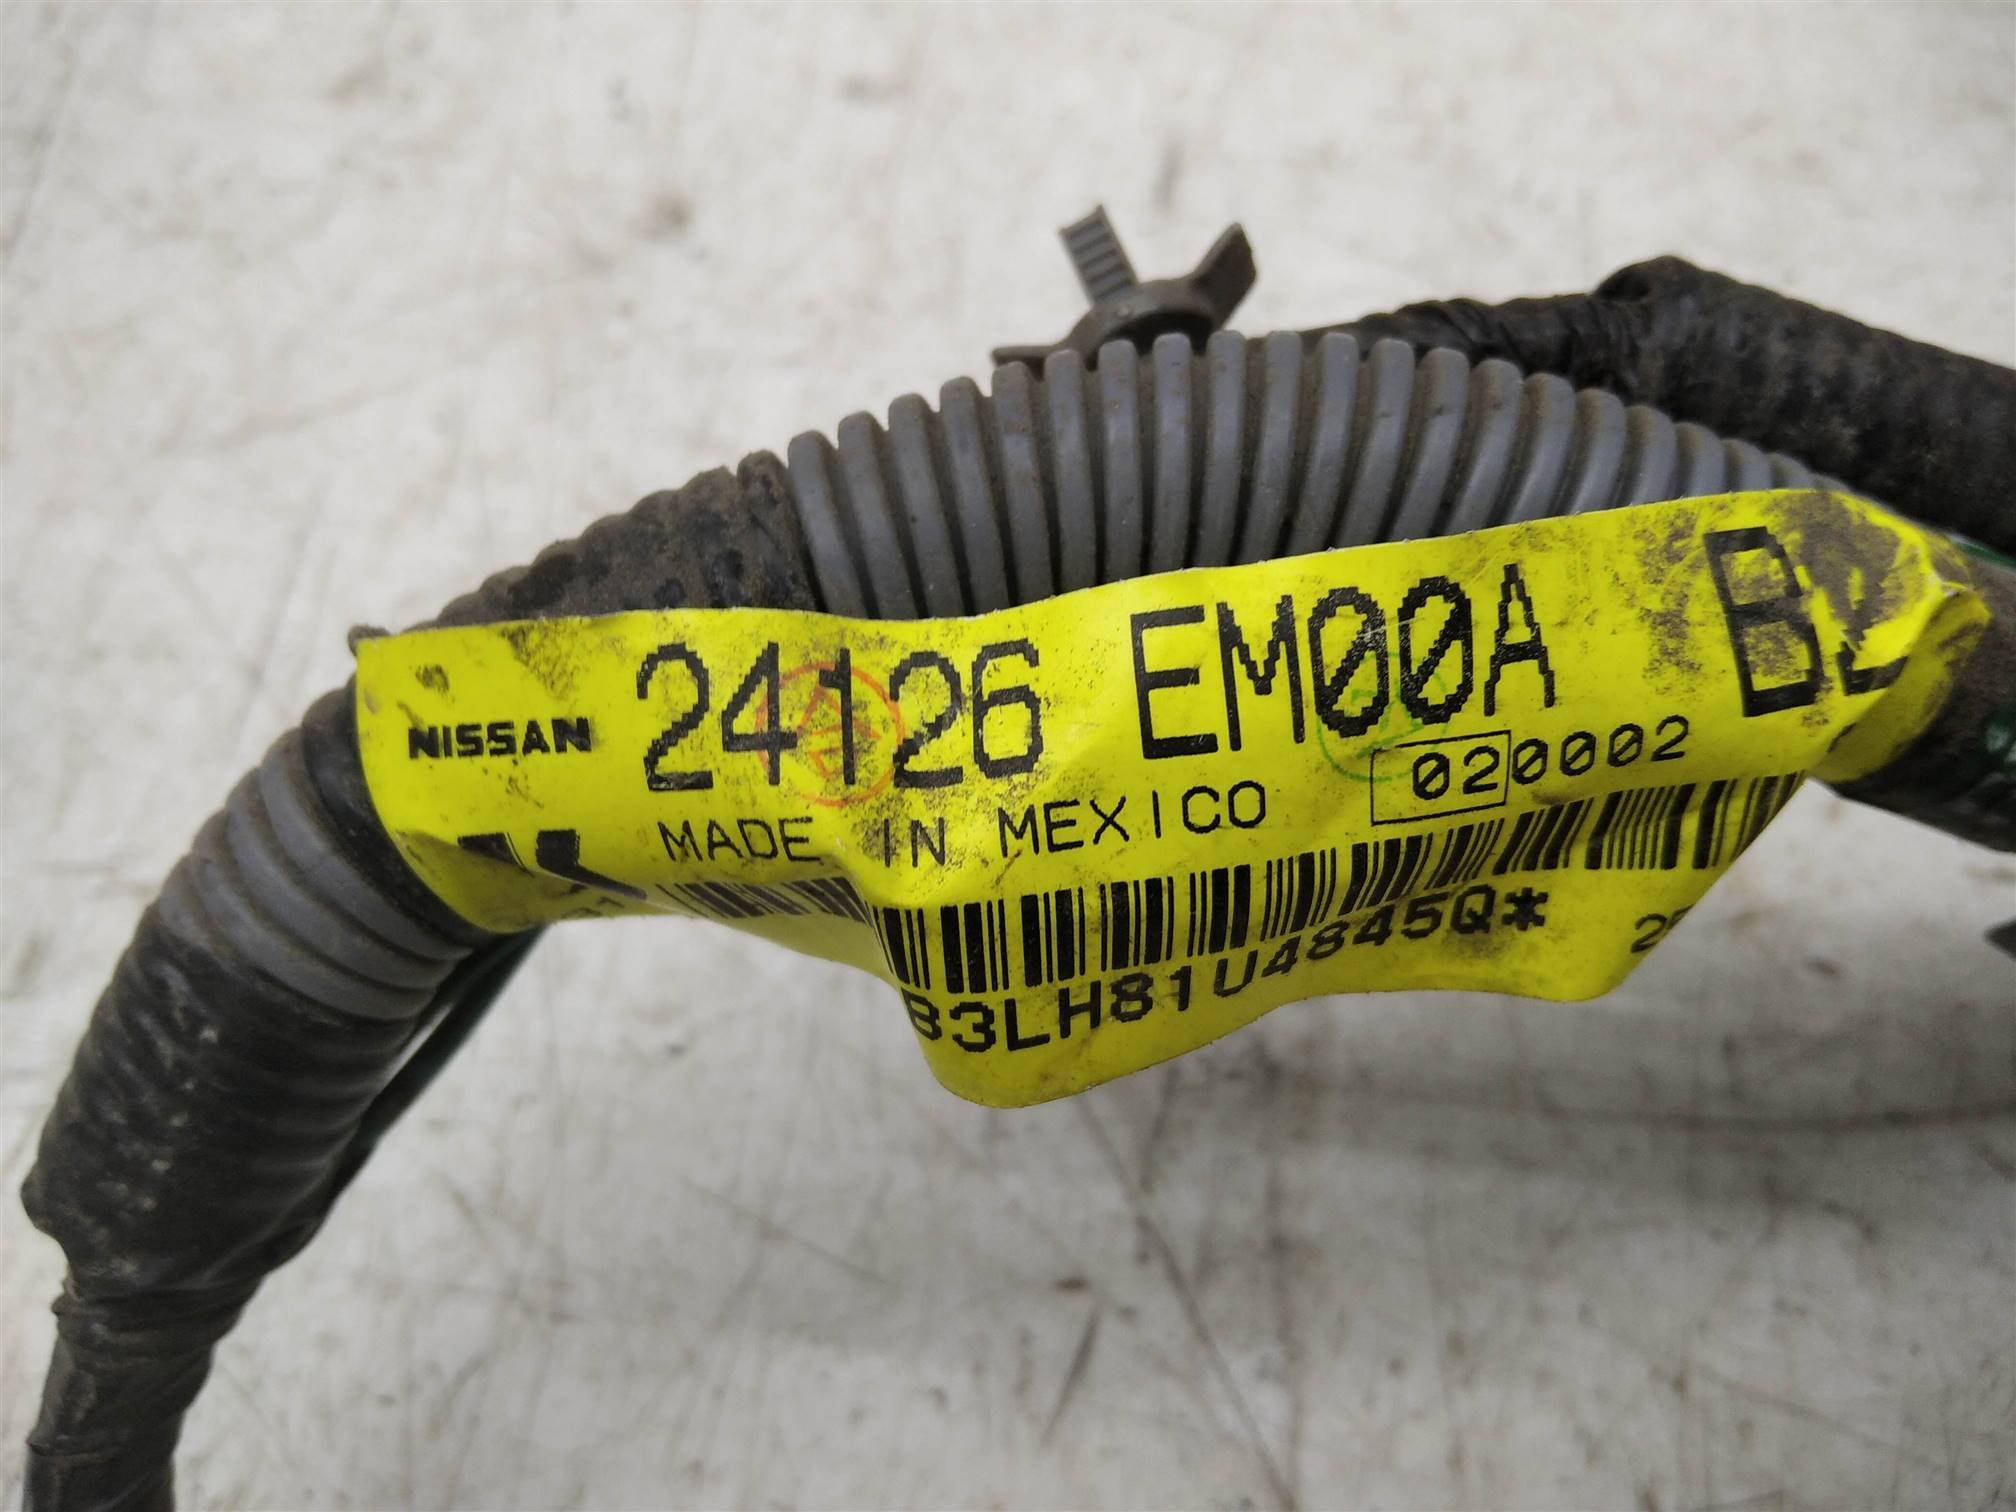 NISSAN 24126 EM00A
MADE IN MEXICO 020002
B3LH81U4845Q*